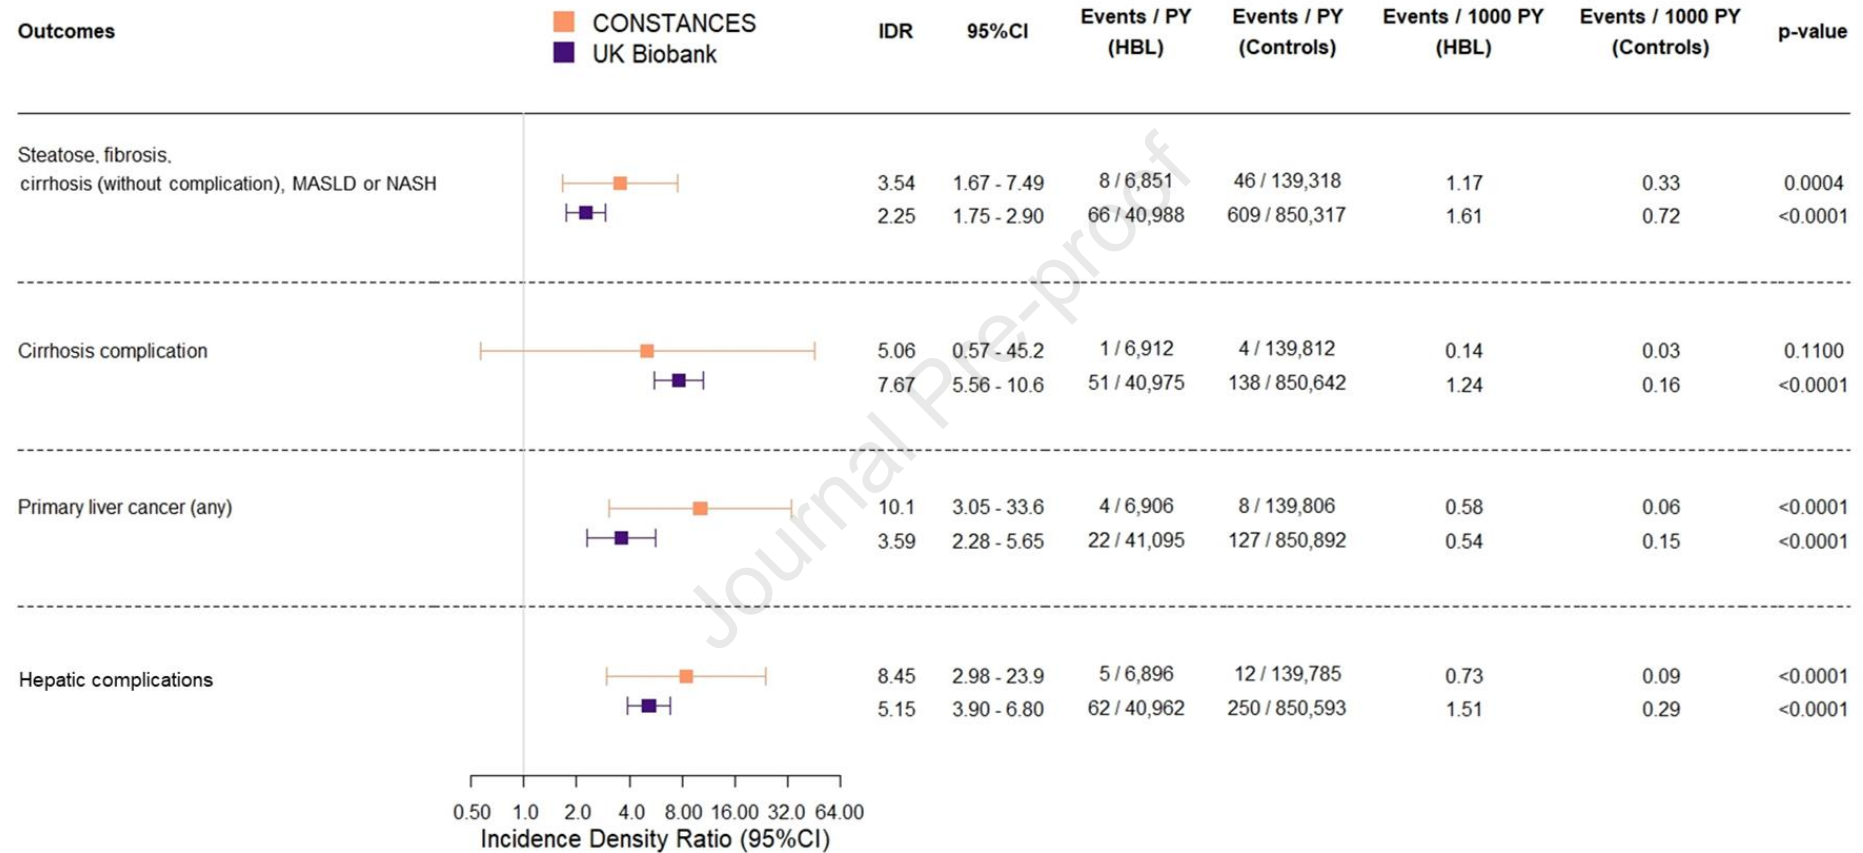 Outcomes
CONSTANCES
UK Biobank
IDR 95%CI Events / PY (HBL) Events / PY (Controls) Events / 1000 PY (HBL) Events / 1000 PY (Controls) p-value
Steatose, fibrosis,
cirrhosis (without complication), MASLD or NASH
3.54 1.67 - 7.49 8 / 6,851 46 / 139,318 1.17 0.33 0.0004
2.25 1.75 - 2.90 66 / 40,988 609 / 850,317 1.61 0.72 <0.0001
Cirrhosis complication
5.06 0.57 - 45.2 1 / 6,912 4 / 139,812 0.14 0.03 0.1100
7.67 5.56 - 10.6 51 / 40,975 138 / 850,642 1.24 0.16 <0.0001
Primary liver cancer (any)
10.1 3.05 - 33.6 4 / 6,906 8 / 139,806 0.58 0.06 <0.0001
3.59 2.28 - 5.65 22 / 41,095 127 / 850,892 0.54 0.15 <0.0001
Hepatic complications
8.45 2.98 - 23.9 5 / 6,896 12 / 139,785 0.73 0.09 <0.0001
5.15 3.90 - 6.80 62 / 40,962 250 / 850,593 1.51 0.29 <0.0001
0.50 1.0 2.0 4.0 8.00 16.00 32.0 64.00
Incidence Density Ratio (95%CI)
Journal Pre-proof